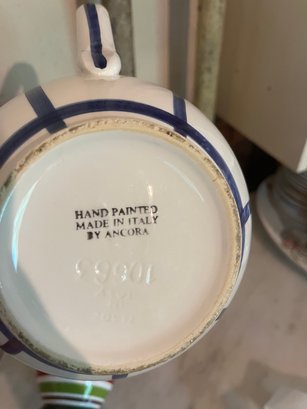 HAND PAINTED
MADE IN ITALY
BY ANCORA